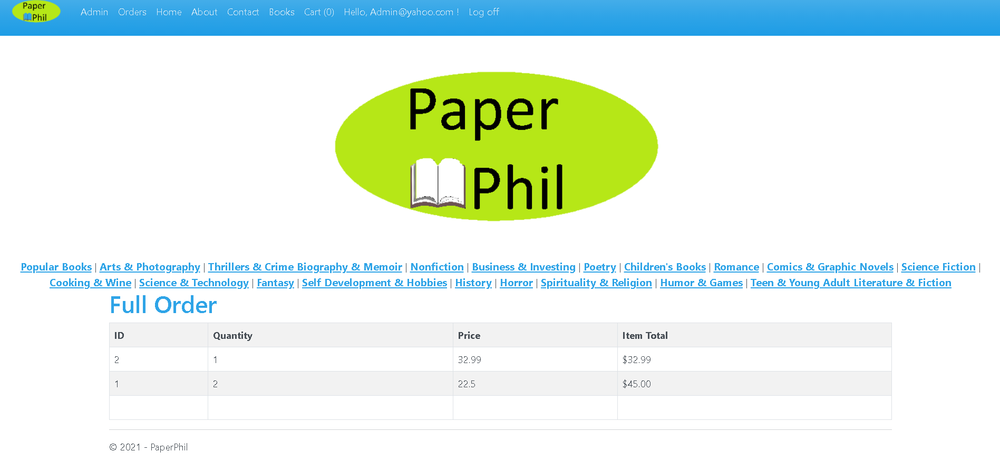 Paper
Phil
Admin Orders Home About Contact Books Cart (0) Hello, Admin@yahoo.com ! Log off
Paper
Phil
Popular Books | Arts & Photography | Thrillers & Crime Biography & Memoir | Nonfiction | Business & Investing | Poetry | Children's Books | Romance | Comics & Graphic Novels | Science Fiction |
Cooking & Wine | Science & Technology | Fantasy | Self Development & Hobbies | History | Horror | Spirituality & Religion | Humor & Games | Teen & Young Adult Literature & Fiction
Full Order
ID Quantity Price Item Total
2 1 32.99 $32.99
1 2 22.5 $45.00
© 2021 - PaperPhil